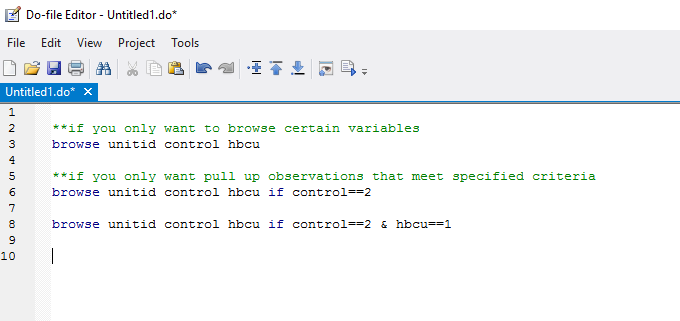 Do-file Editor - Untitled1.do*
File Edit View Project Tools
Untitled1.do* ×
1
2 **if you only want to browse certain variables
3 browse unitid control hbcu
4
5 **if you only want pull up observations that meet specified criteria
6 browse unitid control hbcu if control==2
7
8 browse unitid control hbcu if control==2 & hbcu==1
9
10